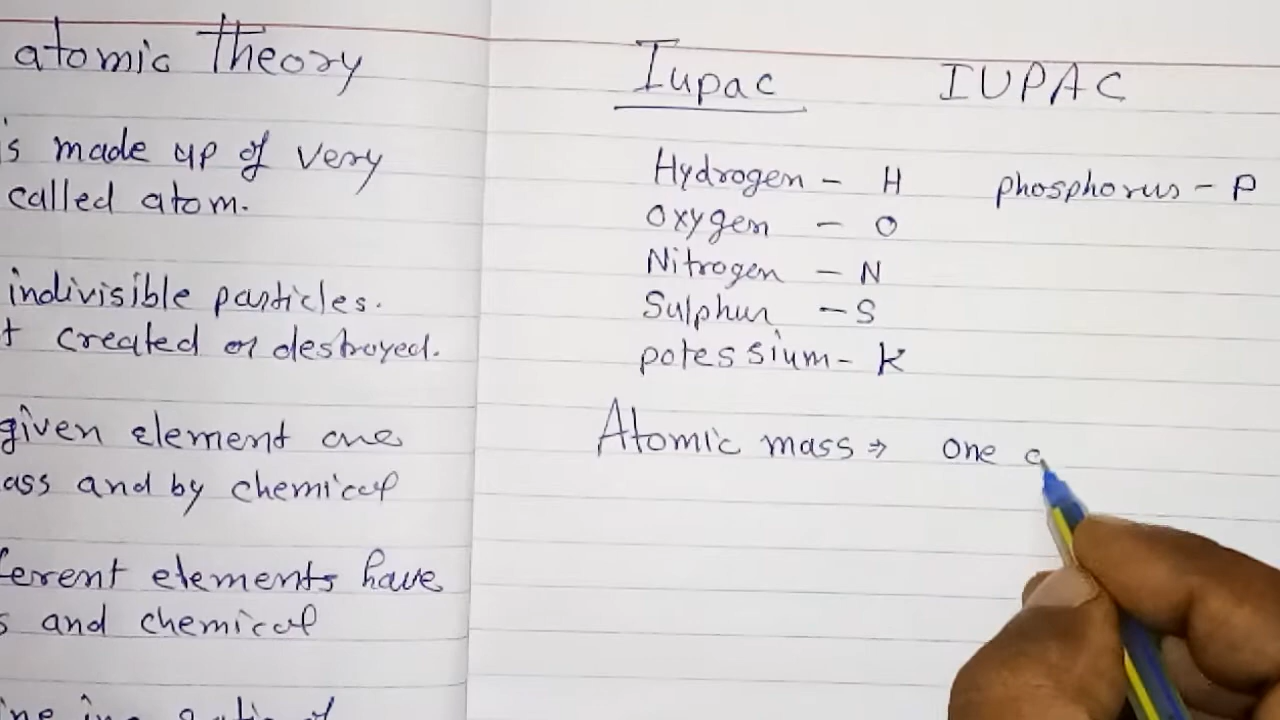 atomic Theory
s made up of very
called atom.
indivisible particles.
t created or destroyed.
given element are
ass and by chemical
ferent elements have
s and chemical
Iupac IUPAC
Hydrogen - H phosphorus - P
Oxygen - O
Nitrogen - N
Sulphur - S
potessium - K
Atomic mass ⇒ One a